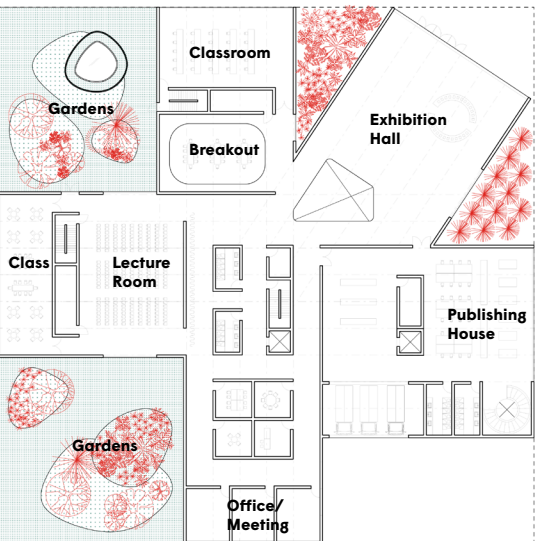 Classroom
Gardens
Exhibition
Hall
Breakout
Class
Lecture
Room
Publishing
House
Gardens
Office/
Meeting